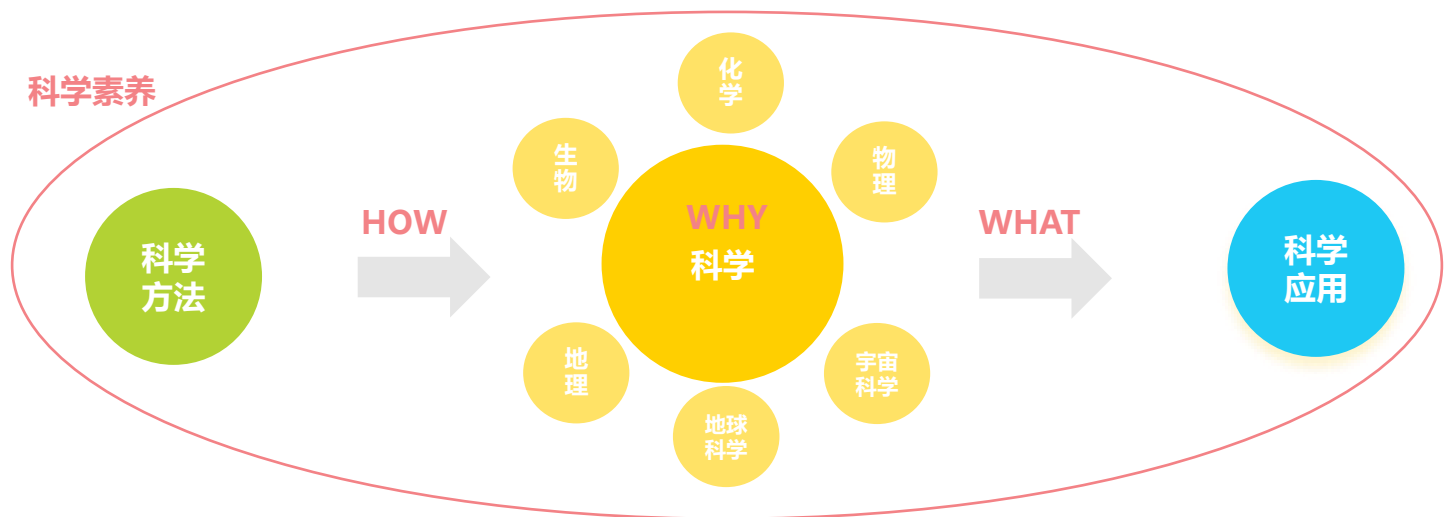 科学素养
科学
方法
HOW
化
学
生
物
物
理
WHY
科学
地
理
地球
科学
宇宙
科学
WHAT
科学
应用